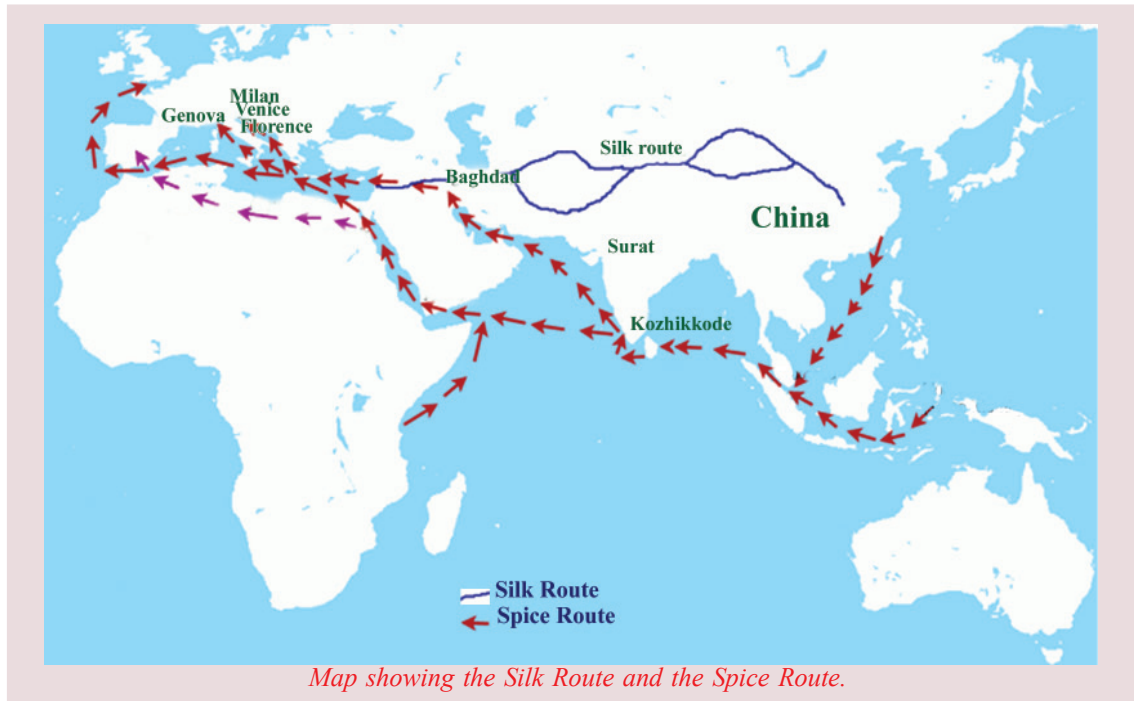 Milan
Venice
Genova
Florence
Silk route
Baghdad
China
Surat
Kozhikkode
Silk Route
Spice Route
Map showing the Silk Route and the Spice Route.